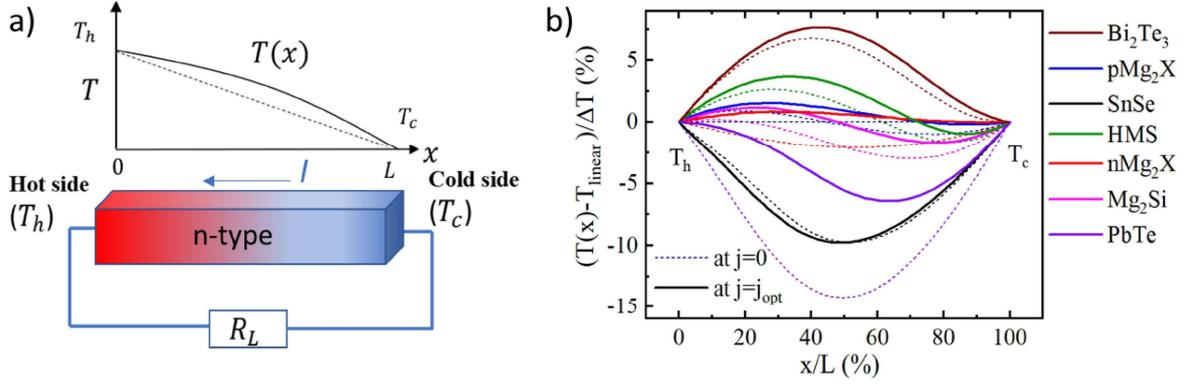 a)
T_h
T(x)
T
T_c
0
L
x
Hot side
(T_h)
I
Cold side
(T_c)
n-type
R_L
b)
(T(x)-T_linear)/ΔT (%)
5
0
-5
-10
-15
T_h
T_c
at j=0
at j=j_opt
0
20
40
60
80
100
x/L (%)
Bi₂Te₃
pMg₂X
SnSe
HMS
nMg₂X
Mg₂Si
PbTe